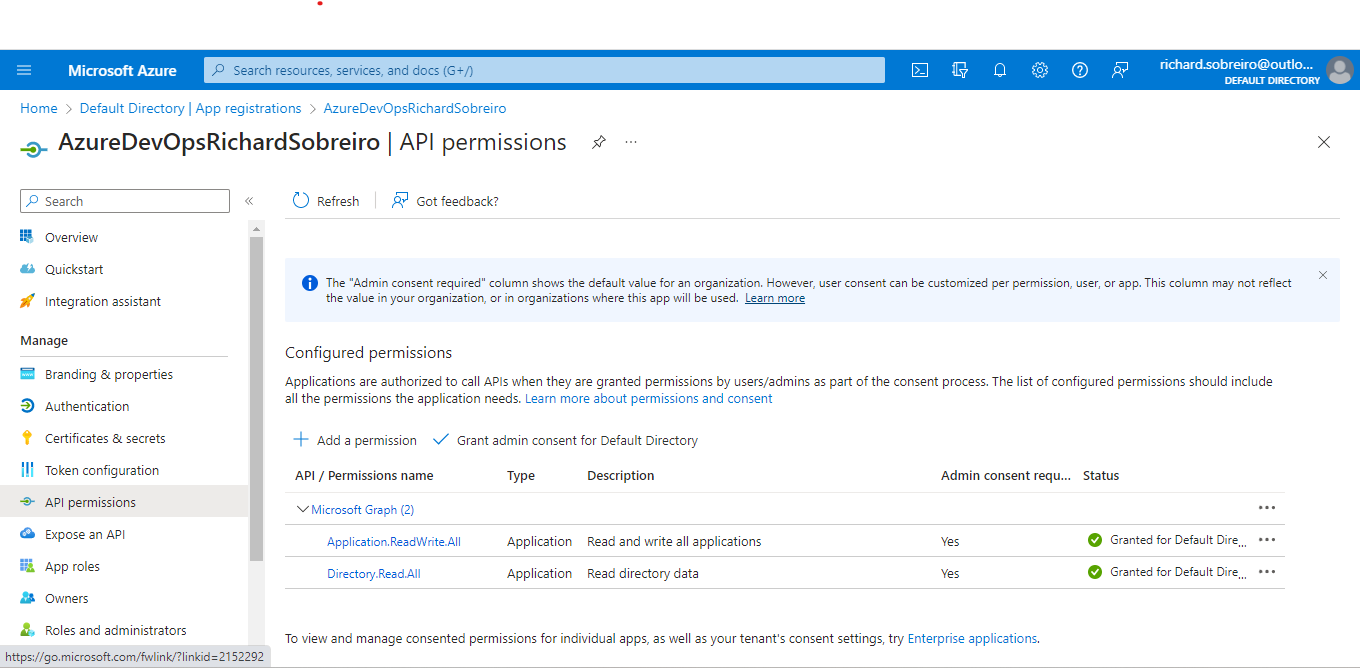 Microsoft Azure
Search resources, services, and docs (G+/)
richard.sobreiro@outlo...
DEFAULT DIRECTORY
Home > Default Directory | App registrations > AzureDevOpsRichardSobreiro
AzureDevOpsRichardSobreiro | API permissions
Search
Refresh
Got feedback?
Overview
Quickstart
Integration assistant
Manage
Branding & properties
Authentication
Certificates & secrets
Token configuration
API permissions
Expose an API
App roles
Owners
Roles and administrators
https://go.microsoft.com/fwlink/?linkid=2152292
The "Admin consent required" column shows the default value for an organization. However, user consent can be customized per permission, user, or app. This column may not reflect
the value in your organization, or in organizations where this app will be used. Learn more
Configured permissions
Applications are authorized to call APIs when they are granted permissions by users/admins as part of the consent process. The list of configured permissions should include
all the permissions the application needs. Learn more about permissions and consent
Add a permission
Grant admin consent for Default Directory
API / Permissions name Type Description Admin consent requ... Status
Microsoft Graph (2)
Application.ReadWrite.All Application Read and write all applications Yes Granted for Default Dire...
Directory.Read.All Application Read directory data Yes Granted for Default Dire...
To view and manage consented permissions for individual apps, as well as your tenant's consent settings, try Enterprise applications.